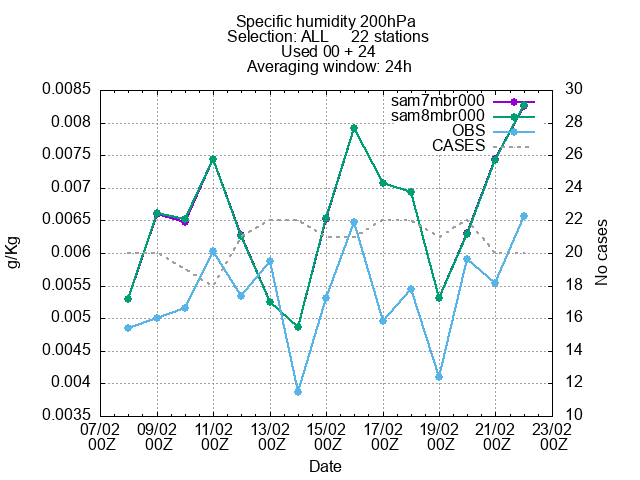 Specific humidity 200hPa
Selection: ALL 22 stations
Used 00 + 24
Averaging window: 24h
sam7mbr000
sam8mbr000
OBS
CASES
g/Kg
0.0085
0.008
0.0075
0.007
0.0065
0.006
0.0055
0.005
0.0045
0.004
0.0035
30
28
26
24
22
20
18
16
14
12
10
No cases
07/02 09/02 11/02 13/02 15/02 17/02 19/02 21/02 23/02
00Z 00Z 00Z 00Z 00Z 00Z 00Z 00Z 00Z
Date